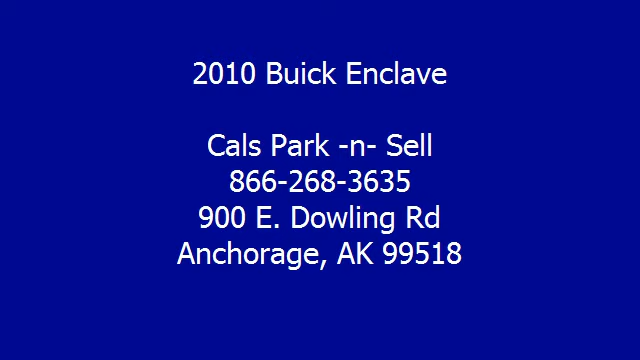 2010 Buick Enclave
Cals Park -n- Sell
866-268-3635
900 E. Dowling Rd
Anchorage, AK 99518